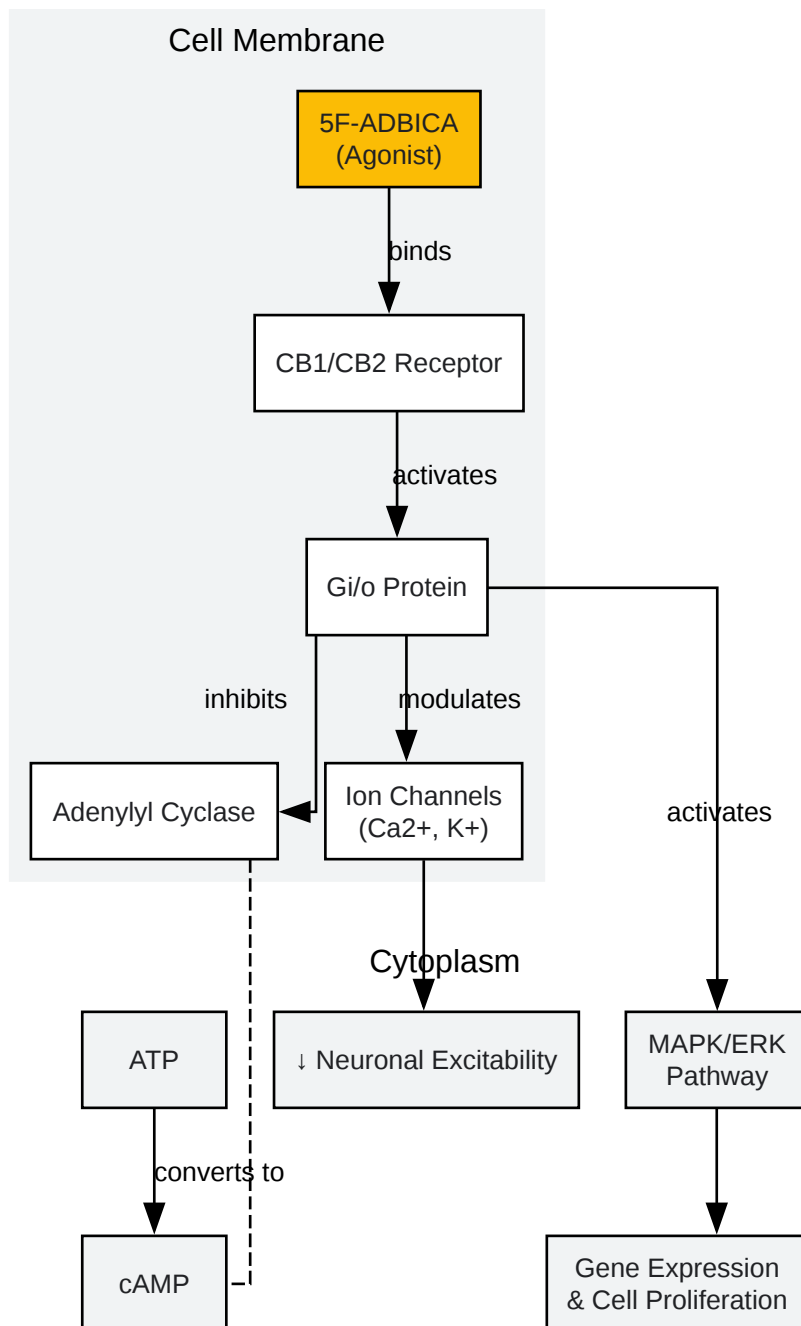 Cell Membrane
5F-ADBICA
(Agonist)
binds
CB1/CB2 Receptor
activates
Gi/o Protein
inhibits
modulates
Adenylyl Cyclase
Ion Channels
(Ca2+, K+)
activates
Cytoplasm
ATP
↓ Neuronal Excitability
MAPK/ERK
Pathway
converts to
cAMP
Gene Expression
& Cell Proliferation